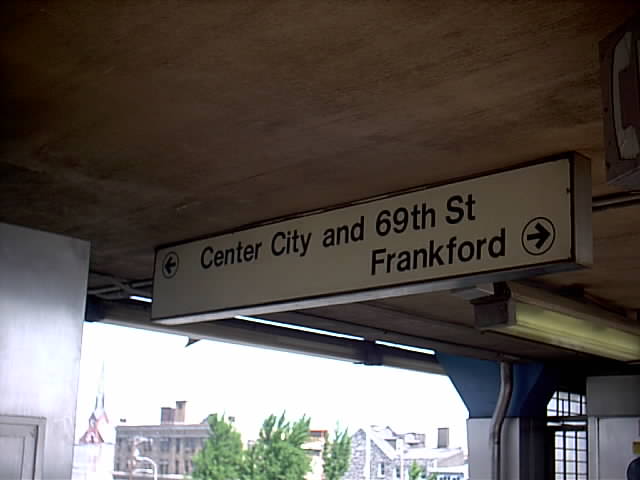 Center City and 69th St
Frankford